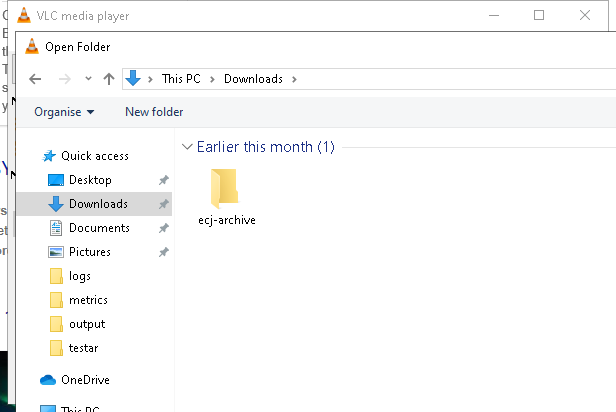 VLC media player
Open Folder
This PC > Downloads >
Organise New folder
Quick access
Desktop
Downloads
Documents
Pictures
logs
metrics
output
testar
OneDrive
This PC
Earlier this month (1)
ecj-archive